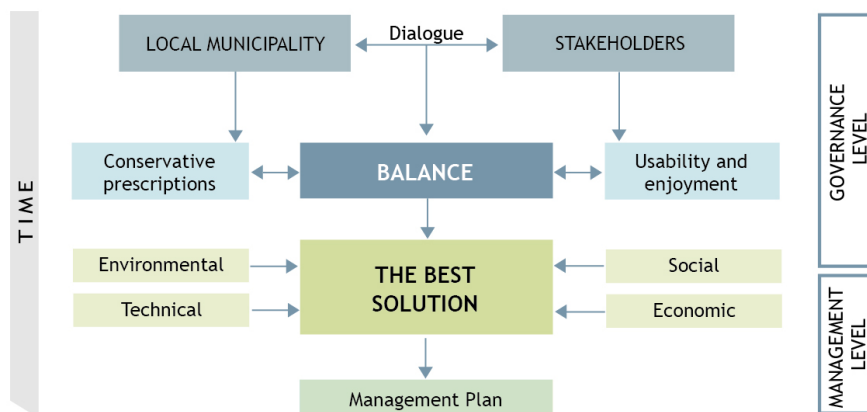 LOCAL MUNICIPALITY
Dialogue
STAKEHOLDERS
Conservative
prescriptions
BALANCE
Usability and
enjoyment
Environmental
Technical
THE BEST
SOLUTION
Social
Economic
Management Plan
TIME
GOVERNANCE
LEVEL
MANAGEMENT
LEVEL